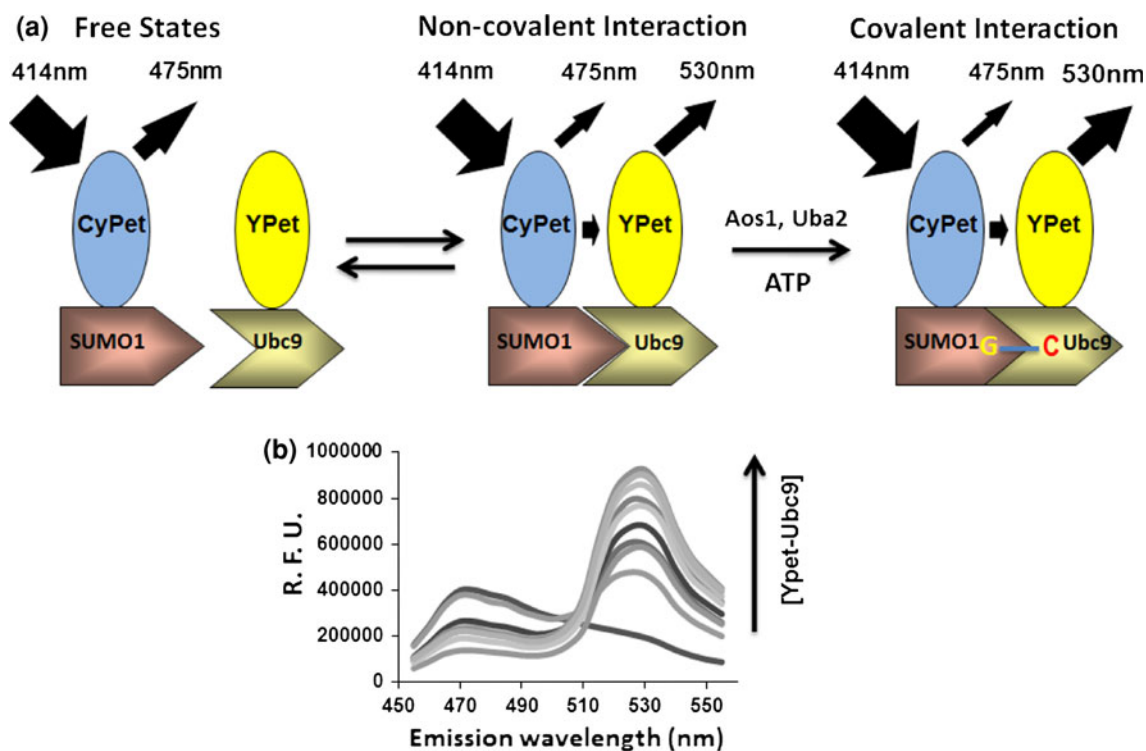 (a) Free States
Non-covalent Interaction
Covalent Interaction
414nm 475nm
414nm 475nm 530nm
414nm 475nm 530nm
CyPet YPet
CyPet YPet
Aos1, Uba2
ATP
CyPet YPet
SUMO1 Ubc9
SUMO1 Ubc9
SUMO1 G C Ubc9
(b)
1000000
800000
600000
400000
200000
0
R. F. U.
450 470 490 510 530 550
Emission wavelength (nm)
[Ypet-Ubc9]